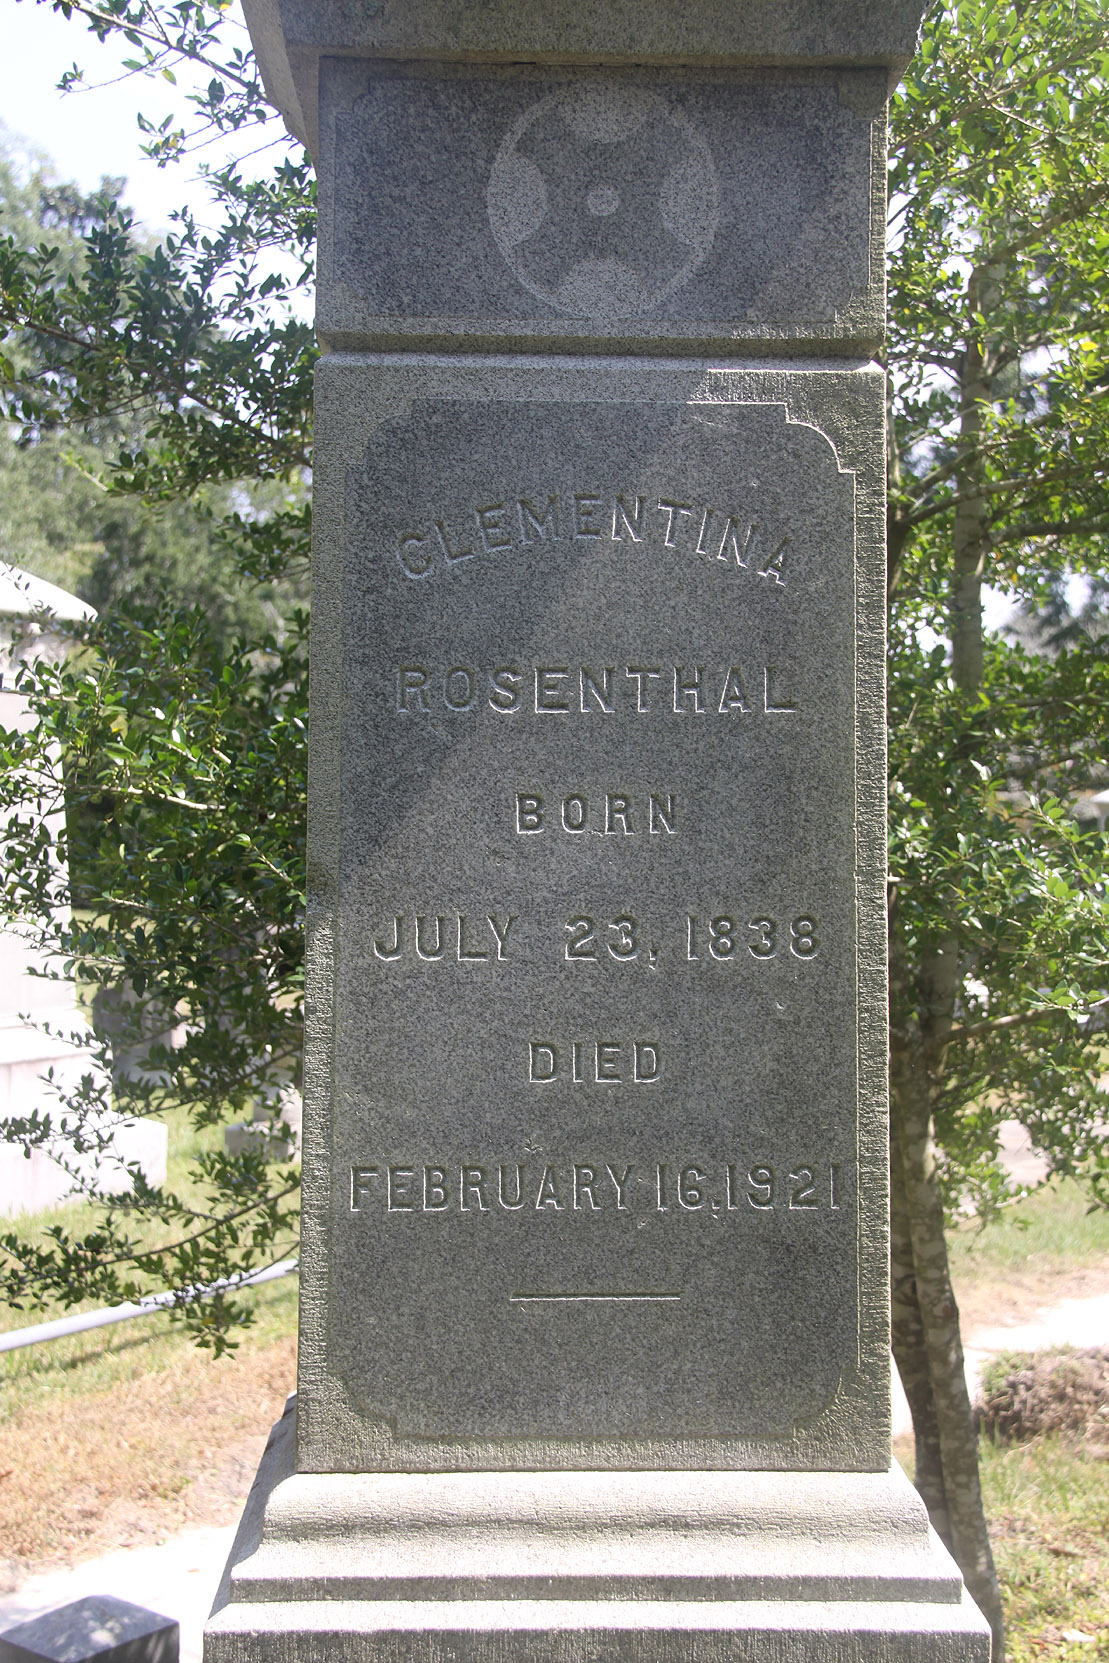 CLEMENTINA
ROSENTHAL
BORN
JULY 23, 1838
DIED
FEBRUARY 16, 1921